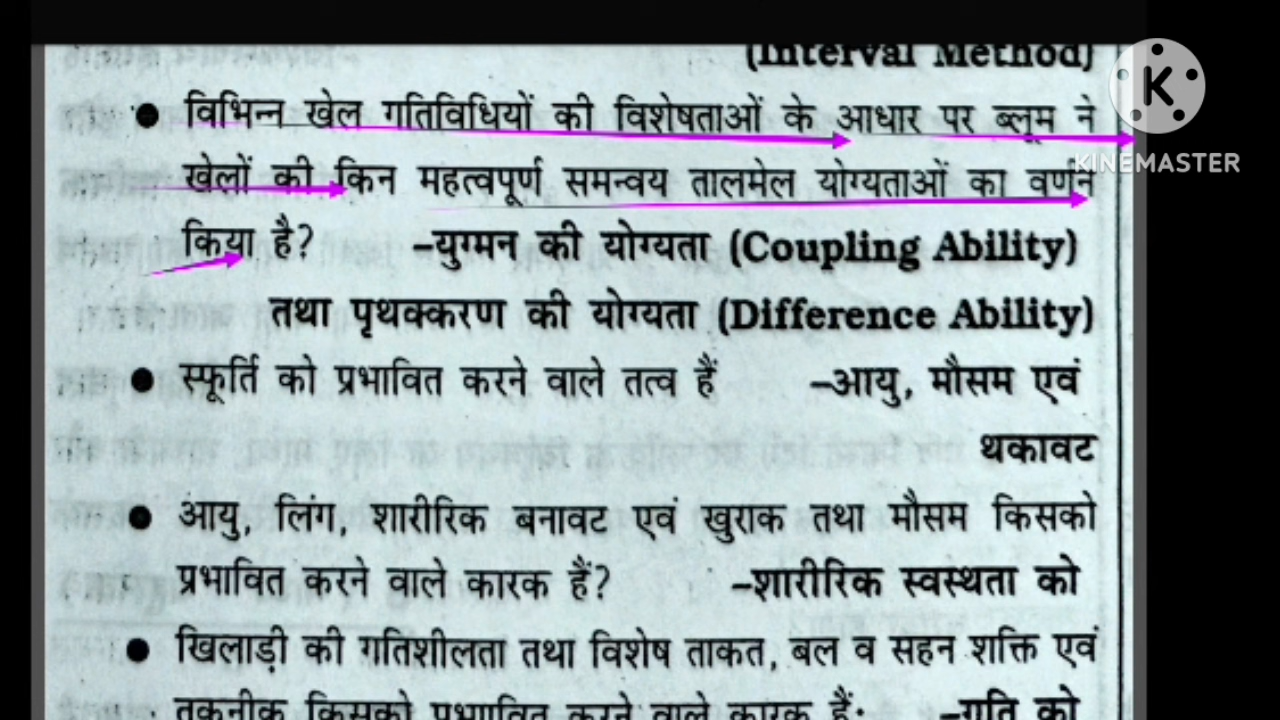 (Interval Method)
● विभिन्न खेल गतिविधियों की विशेषताओं के आधार पर ब्लूम ने
खेलों की किन महत्वपूर्ण समन्वय तालमेल योग्यताओं का वर्णन
किया है? –युग्मन की योग्यता (Coupling Ability)
तथा पृथक्करण की योग्यता (Difference Ability)
● स्फूर्ति को प्रभावित करने वाले तत्व हैं –आयु, मौसम एवं
थकावट
● आयु, लिंग, शारीरिक बनावट एवं खुराक तथा मौसम किसको
प्रभावित करने वाले कारक हैं? –शारीरिक स्वस्थता को
● खिलाड़ी की गतिशीलता तथा विशेष ताकत, बल व सहन शक्ति एवं
तकनीक किसको प्रभावित करने वाले कारक हैं: –गति को
K
KINEMASTER